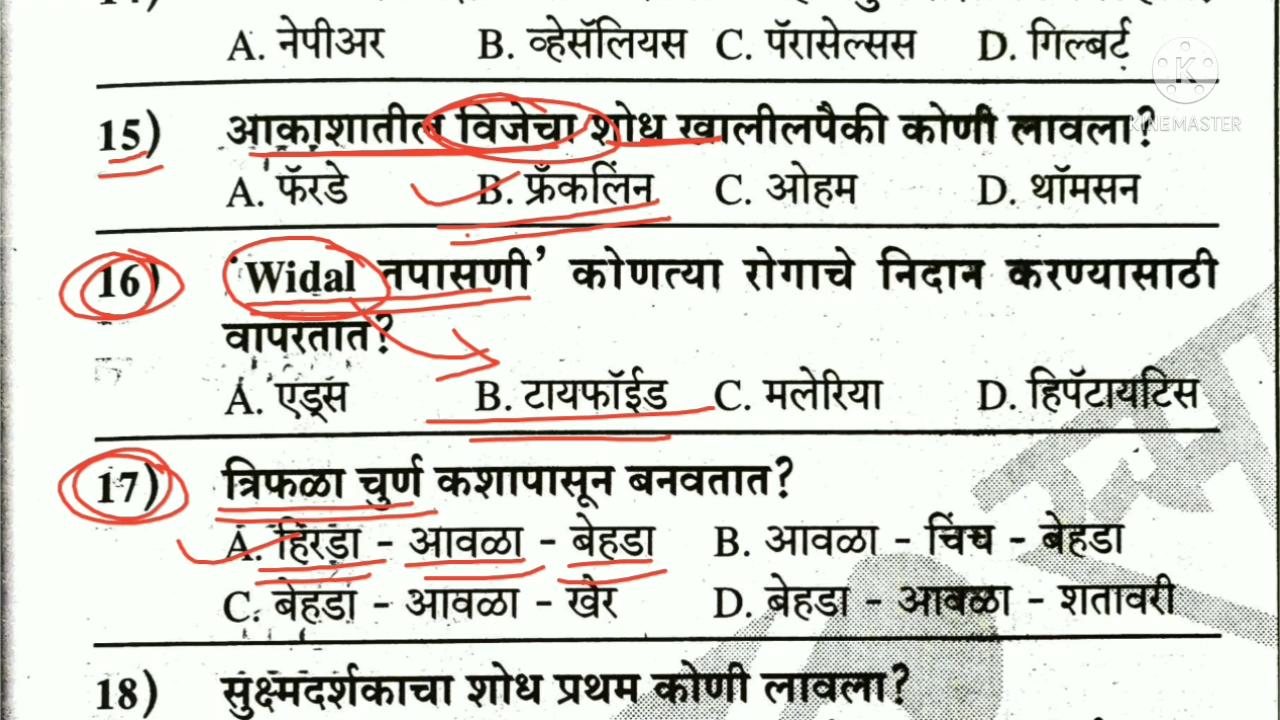 A. नेपीअर B. व्हेसॅलियस C. पॅरासेल्सस D. गिल्बर्ट
KINEMASTER
15) आकाशातील विजेचा शोध खालीलपैकी कोणी लावला?
A. फॅरडे B. फ्रँकलिंन C. ओहम D. थॉमसन
16) ‘Widal तपासणी’ कोणत्या रोगाचे निदान करण्यासाठी
वापरतात?
A. एड्स B. टायफॉईड C. मलेरिया D. हिपॅटायटिस
17) त्रिफळा चुर्ण कशापासून बनवतात?
A. हिरडा - आवळा - बेहडा B. आवळा - चिंच - बेहडा
C. बेहडा - आवळा - खैर D. बेहडा - आवळा - शतावरी
18) सुक्ष्मदर्शकाचा शोध प्रथम कोणी लावला?